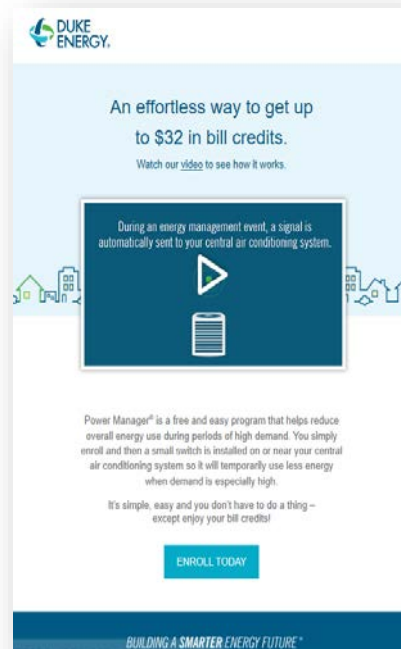 DUKE
ENERGY®
An effortless way to get up
to $32 in bill credits.
Watch our video to see how it works.
During an energy management event, a signal is
automatically sent to your central air conditioning system.
Power Manager® is a free and easy program that helps reduce
overall energy use during periods of high demand. You simply
enroll and then a small switch is installed on or near your central
air conditioning system so it will temporarily use less energy
when demand is especially high.
It's simple, easy and you don't have to do a thing –
except enjoy your bill credits!
ENROLL TODAY
BUILDING A SMARTER ENERGY FUTURE®